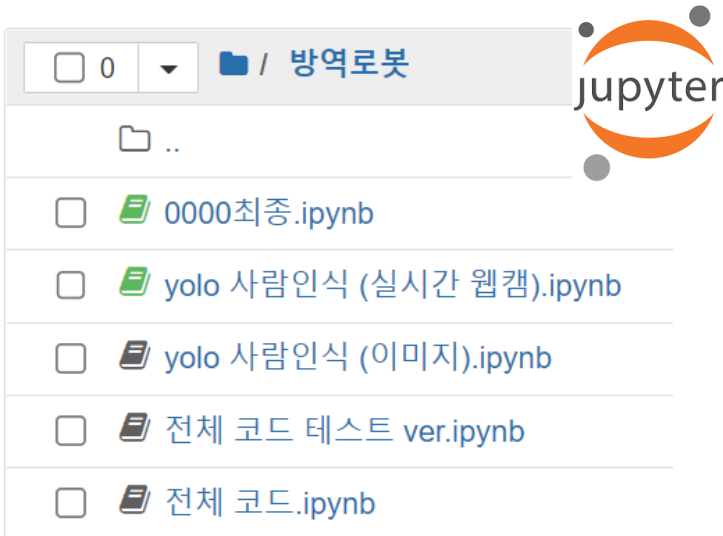 0 / 방역로봇
jupyter
..
0000최종.ipynb
yolo 사람인식 (실시간 웹캠).ipynb
yolo 사람인식 (이미지).ipynb
전체 코드 테스트 ver.ipynb
전체 코드.ipynb